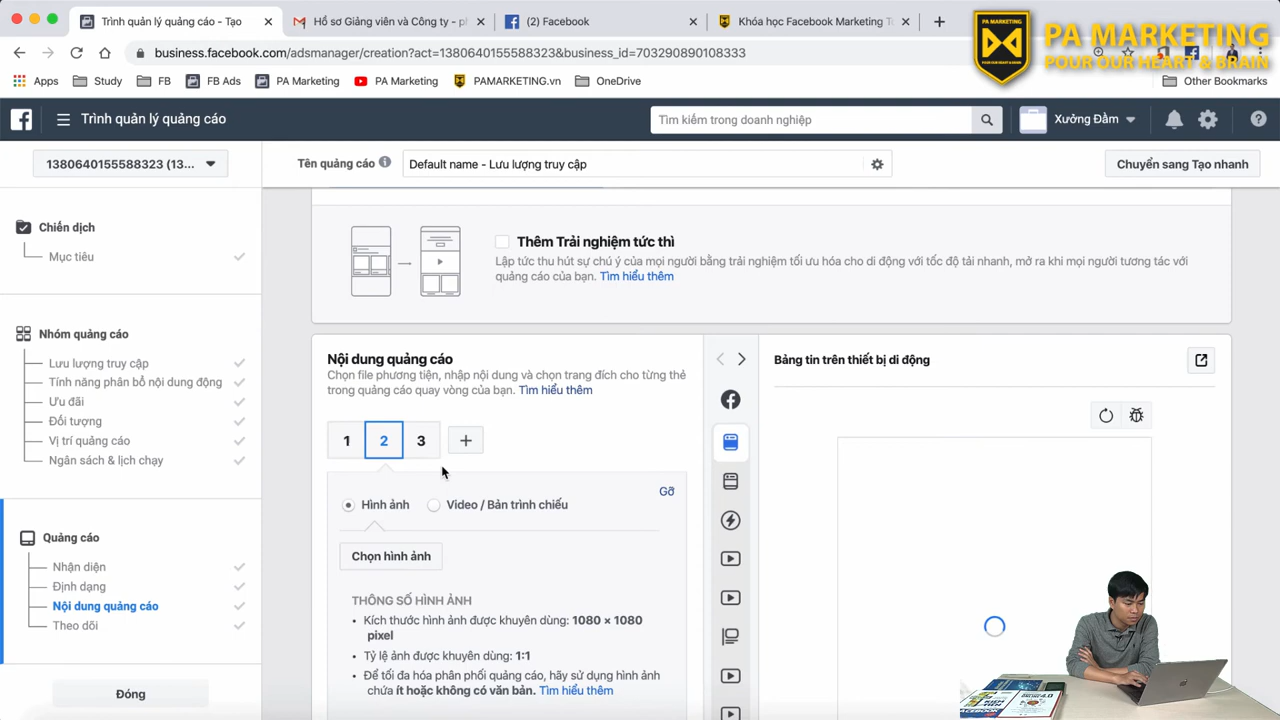 Trình quản lý quảng cáo - Tạo
Hồ sơ Giảng viên và Công ty - p
(2) Facebook
Khóa học Facebook Marketing T
PA MARKETING
POUR OUR HEART & BRAIN
business.facebook.com/adsmanager/creation?act=1380640155588323&business_id=703290890108333
Apps
Study
FB
FB Ads
PA Marketing
PA Marketing
PAMARKETING.vn
OneDrive
Other Bookmarks
Trình quản lý quảng cáo
Tìm kiếm trong doanh nghiệp
Xưởng Đầm
1380640155588323 (13...
Tên quảng cáo
Default name - Lưu lượng truy cập
Chuyển sang Tạo nhanh
Chiến dịch
Mục tiêu
Nhóm quảng cáo
Lưu lượng truy cập
Tính năng phân bổ nội dung động
Ưu đãi
Đối tượng
Vị trí quảng cáo
Ngân sách & lịch chạy
Quảng cáo
Nhận diện
Định dạng
Nội dung quảng cáo
Theo dõi
Đóng
Thêm Trải nghiệm tức thì
Lập tức thu hút sự chú ý của mọi người bằng trải nghiệm tối ưu hóa cho di động với tốc độ tải nhanh, mở ra khi mọi người tương tác với
quảng cáo của bạn. Tìm hiểu thêm
Nội dung quảng cáo
Chọn file phương tiện, nhập nội dung và chọn trang đích cho từng thẻ
trong quảng cáo quay vòng của bạn. Tìm hiểu thêm
1
2
3
+
Gỡ
Hình ảnh
Video / Bản trình chiếu
Chọn hình ảnh
THÔNG SỐ HÌNH ẢNH
• Kích thước hình ảnh được khuyên dùng: 1080 × 1080
pixel
• Tỷ lệ ảnh được khuyên dùng: 1:1
• Để tối đa hóa phân phối quảng cáo, hãy sử dụng hình ảnh
chứa ít hoặc không có văn bản. Tìm hiểu thêm
Bảng tin trên thiết bị di động